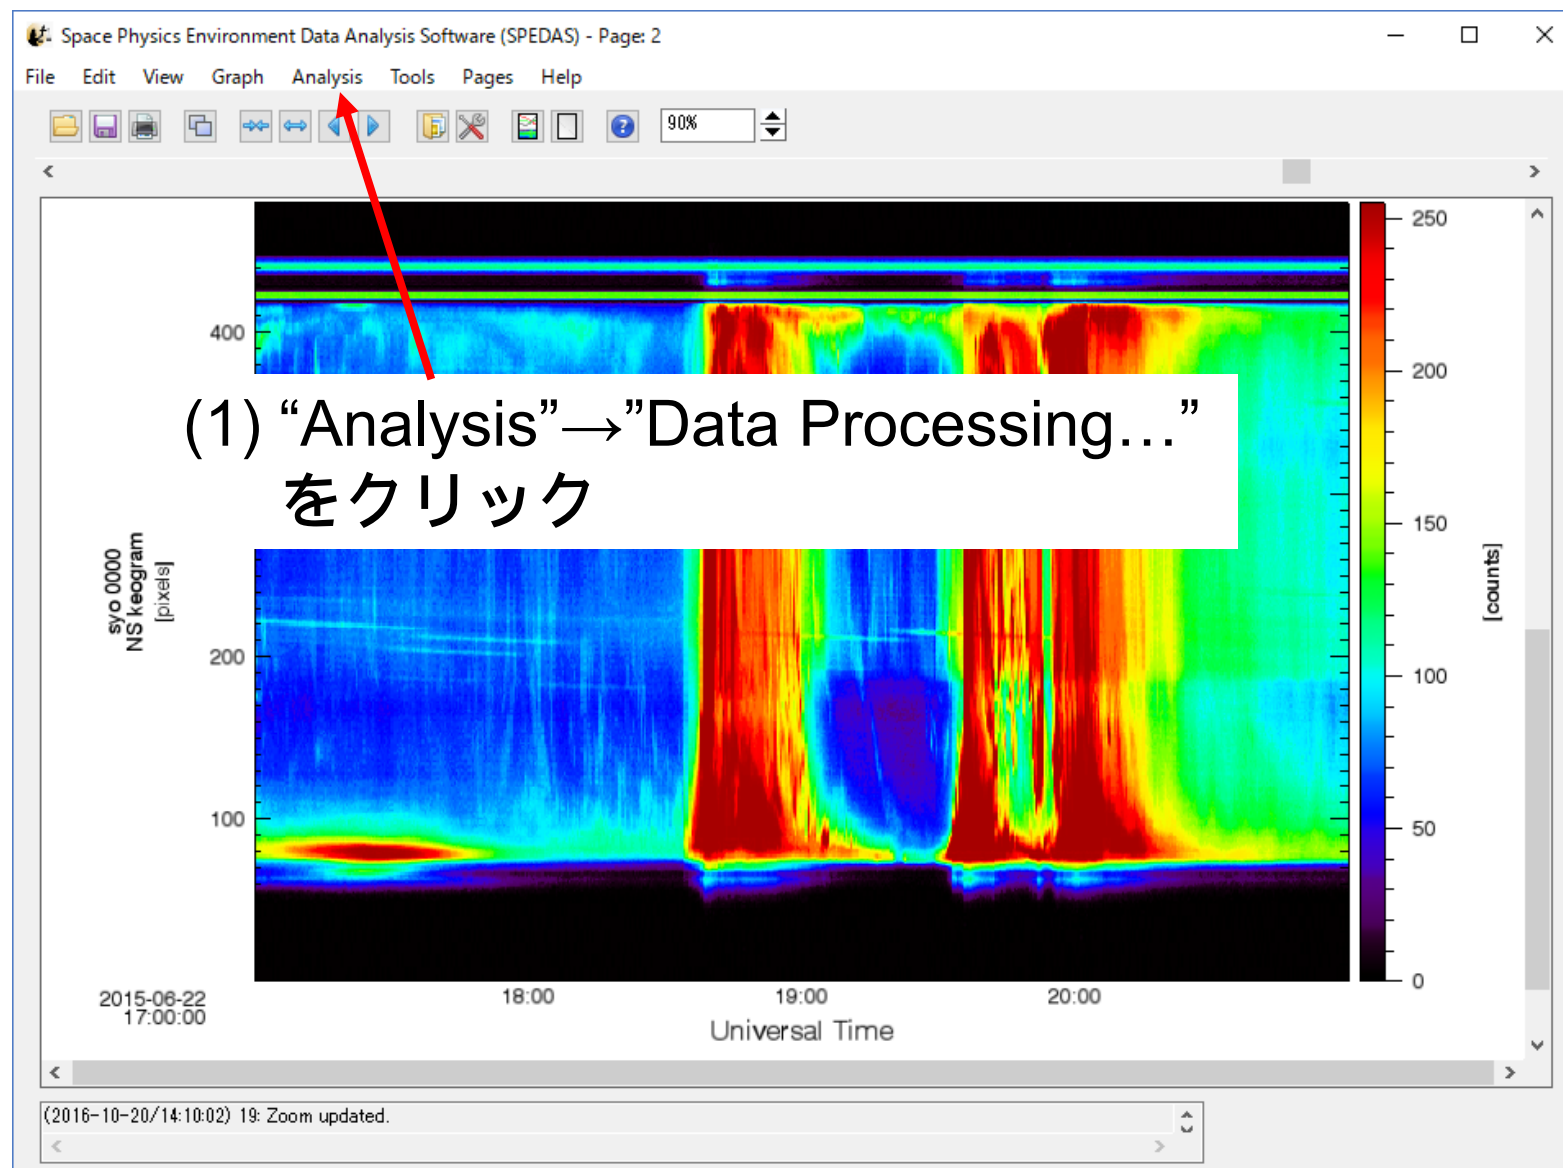 Space Physics Environment Data Analysis Software (SPEDAS) - Page: 2
File Edit View Graph Analysis Tools Pages Help
90%
(1) “Analysis”→”Data Processing…”
をクリック
400
200
100
syo 0000
NS keogram
[pixels]
250
200
150
100
50
0
[counts]
2015-06-22
17:00:00
18:00
19:00
20:00
Universal Time
(2016-10-20/14:10:02) 19: Zoom updated.